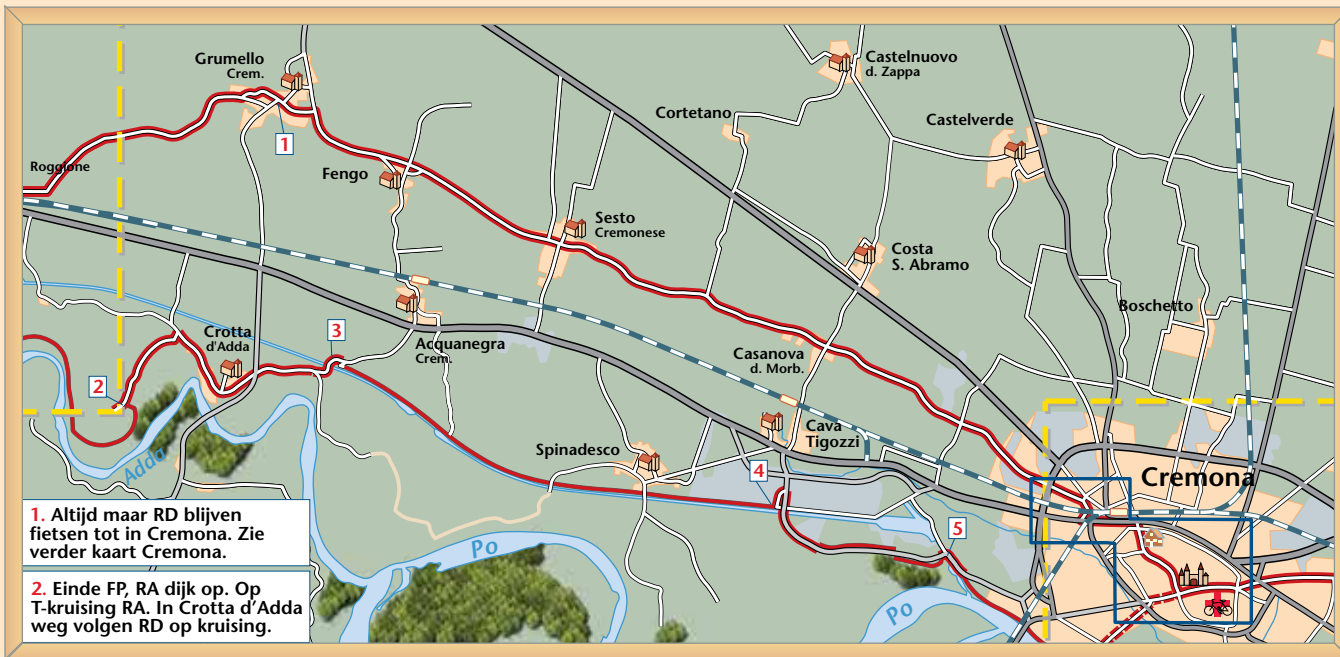 Grumello
Crem.
Castelnuovo
d. Zappa
Cortetano
Castelverde
1
Roggione
Fengo
Sesto
Cremonese
Costa
S. Abramo
Boschetto
Crotta
d'Adda
3
Acquanegra
Crem.
Casanova
d. Morb.
2
Cava
Tigozzi
Adda
Spinadesco
4
Cremona
5
Po
Po
1. Altijd maar RD blijven
fietsen tot in Cremona. Zie
verder kaart Cremona.
2. Einde FP, RA dijk op. Op
T-kruising RA. In Crotta d'Adda
weg volgen RD op kruising.